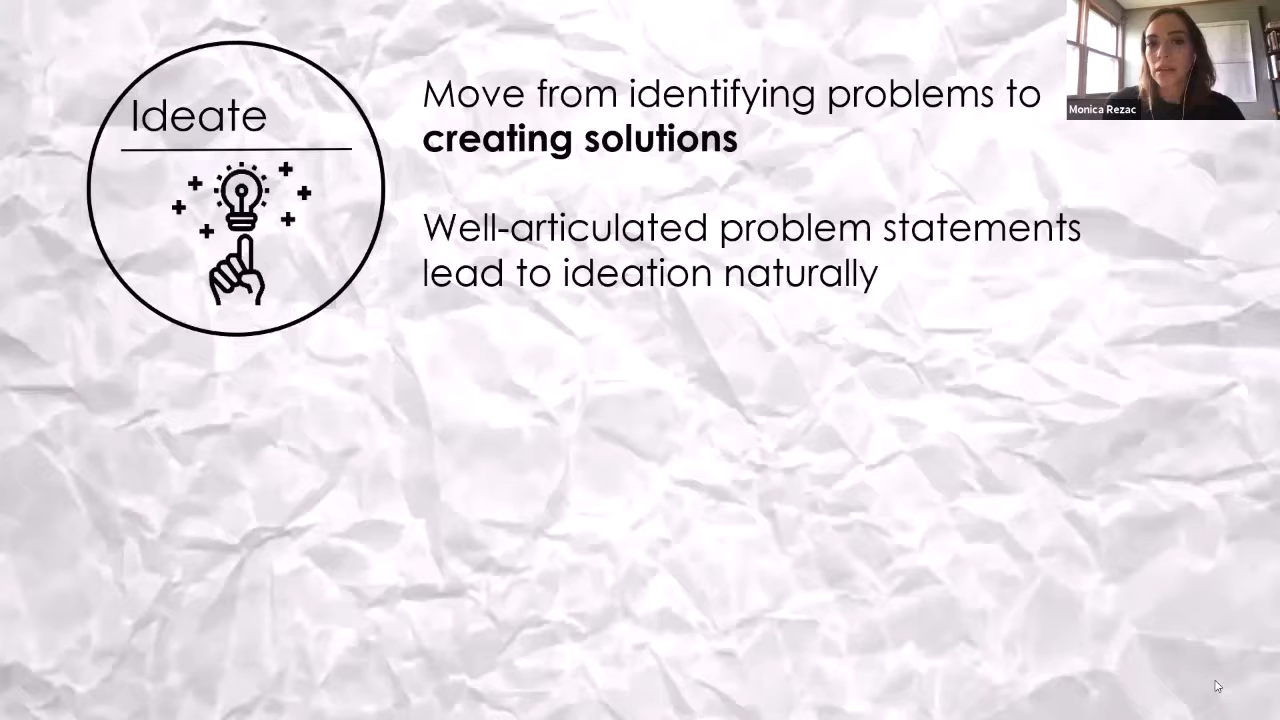 Ideate
Move from identifying problems to
creating solutions
Well-articulated problem statements
lead to ideation naturally
Monica Rezac